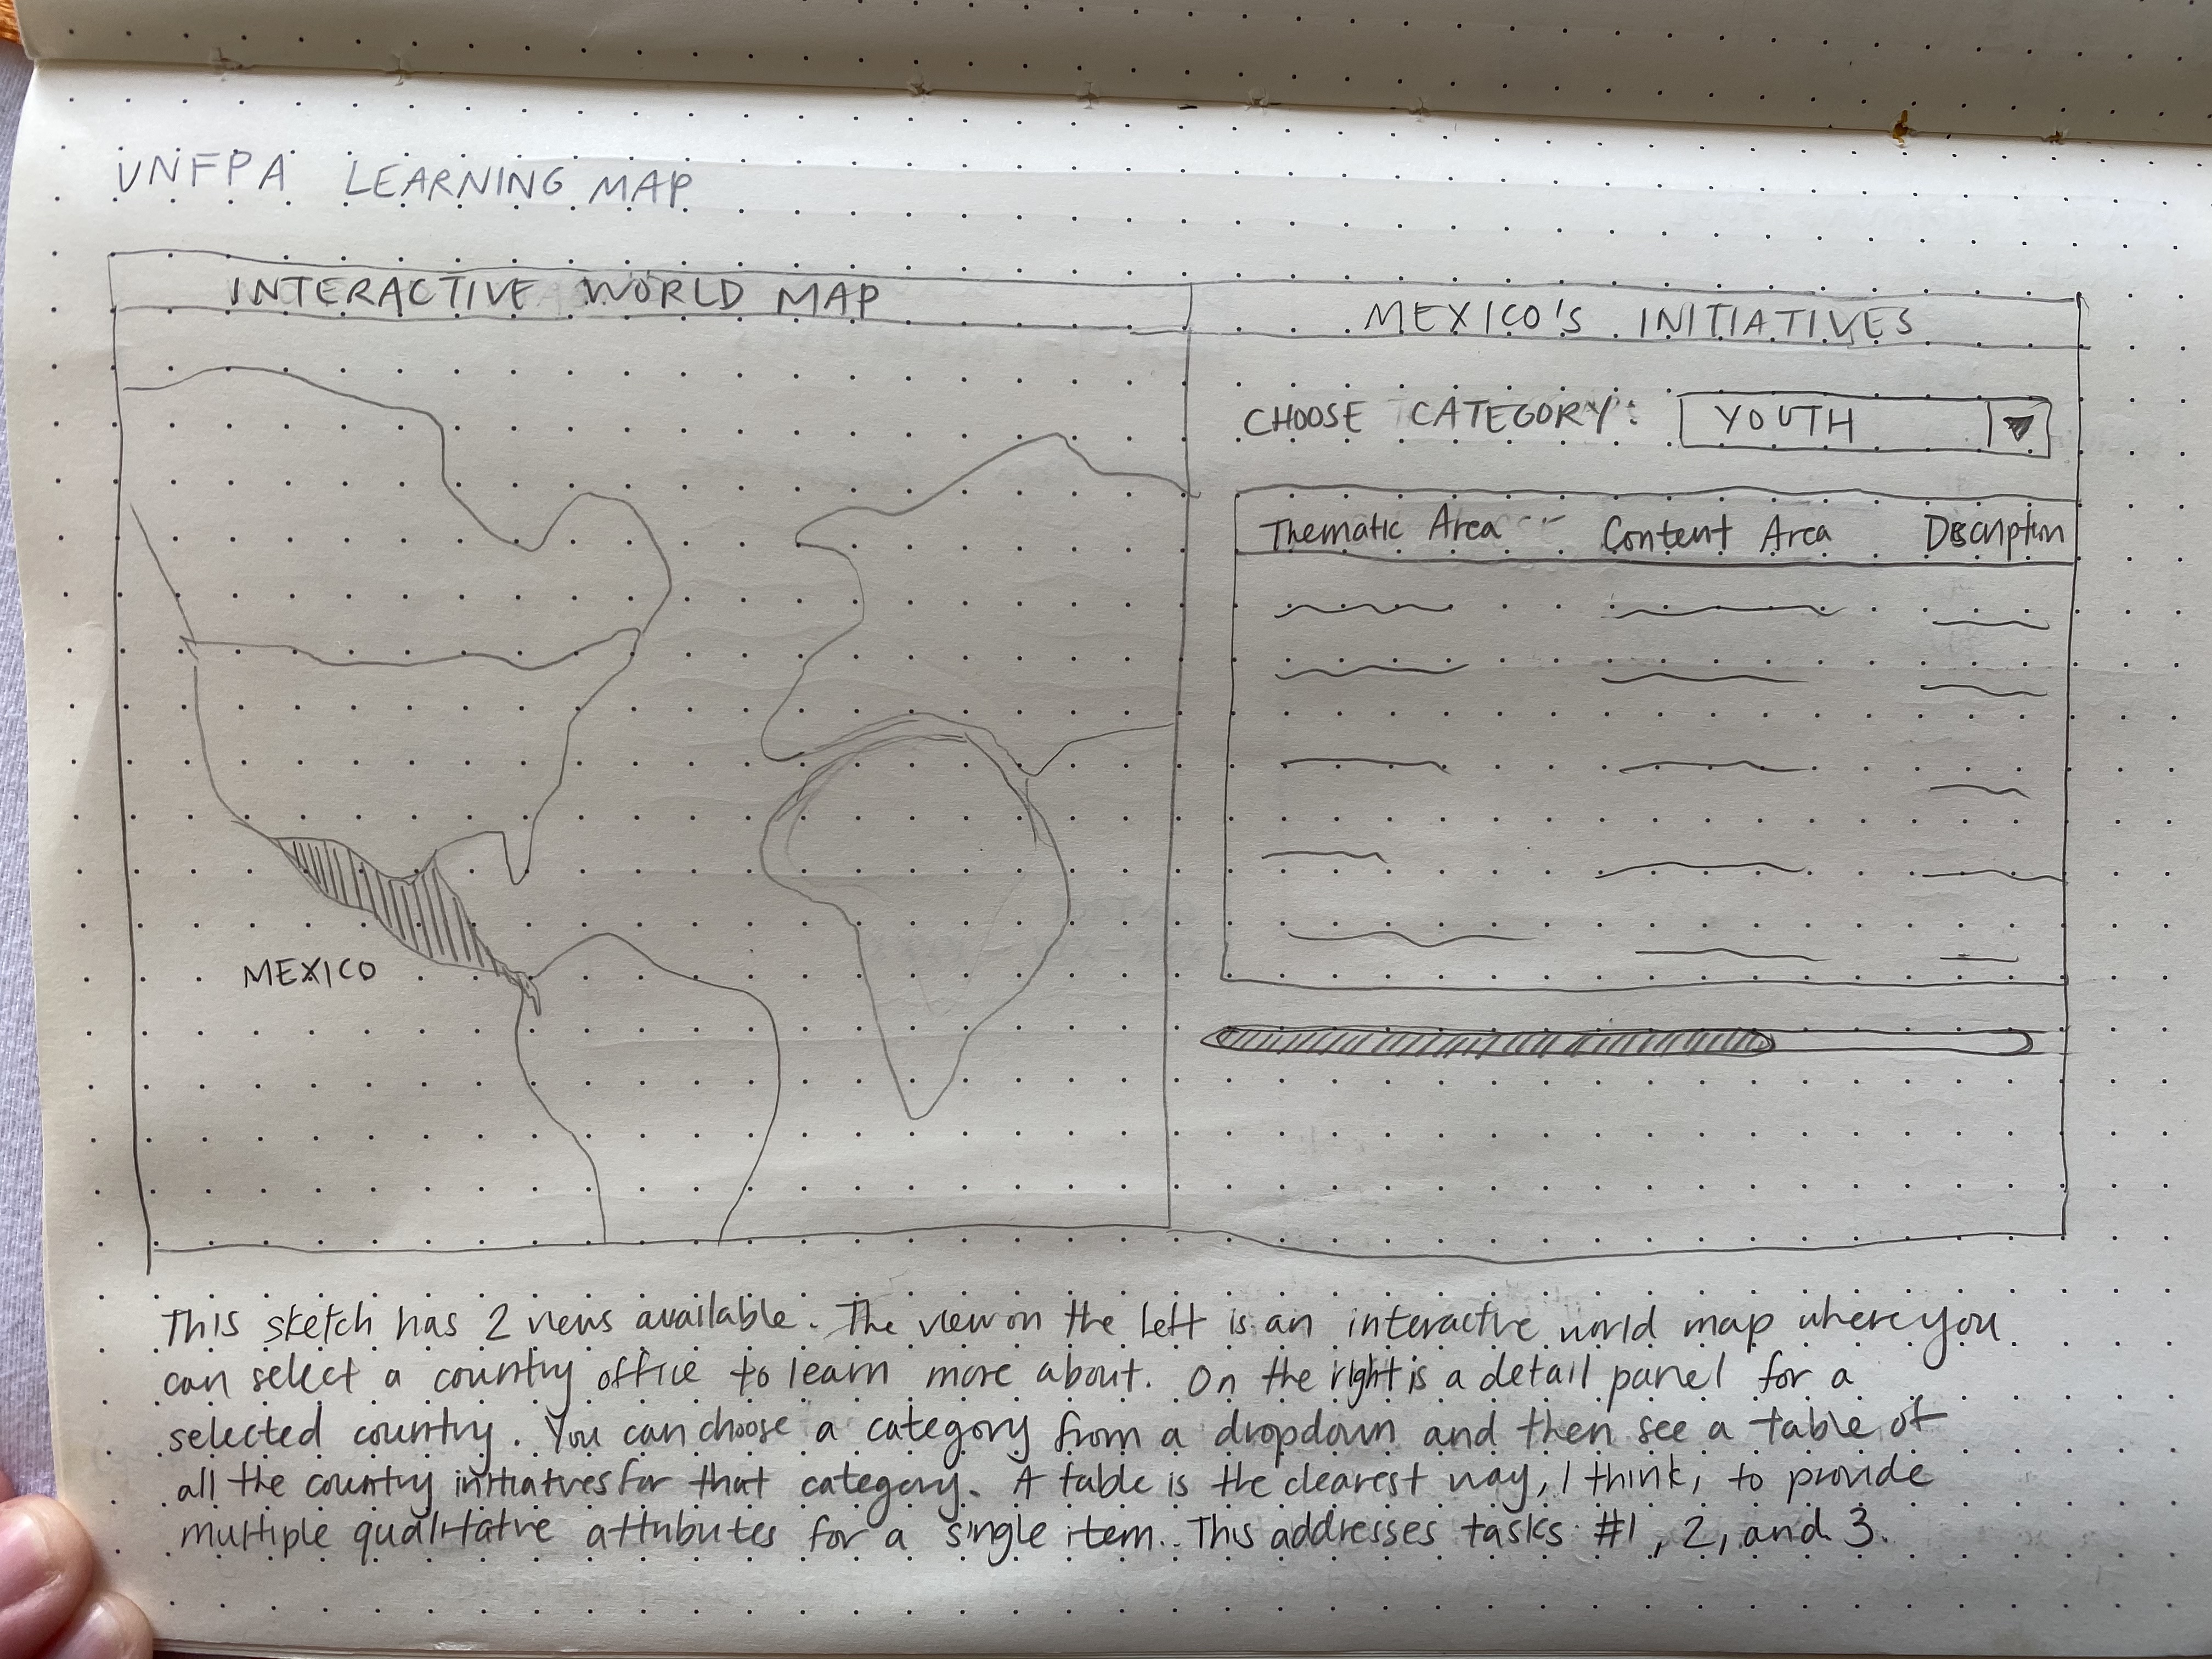 UNFPA LEARNING MAP
INTERACTIVE WORLD MAP
MEXICO
MEXICO'S INITIATIVES
CHOOSE CATEGORY: YOUTH
Thematic Area Content Area Description
This sketch has 2 views available. The view on the left is an interactive world map where you
can select a country office to learn more about. On the right is a detail panel for a
selected country. You can choose a category from a dropdown and then see a table of
all the country initiatives for that category. A table is the clearest way, I think, to provide
multiple qualitative attributes for a single item. This addresses tasks #1, 2, and 3.